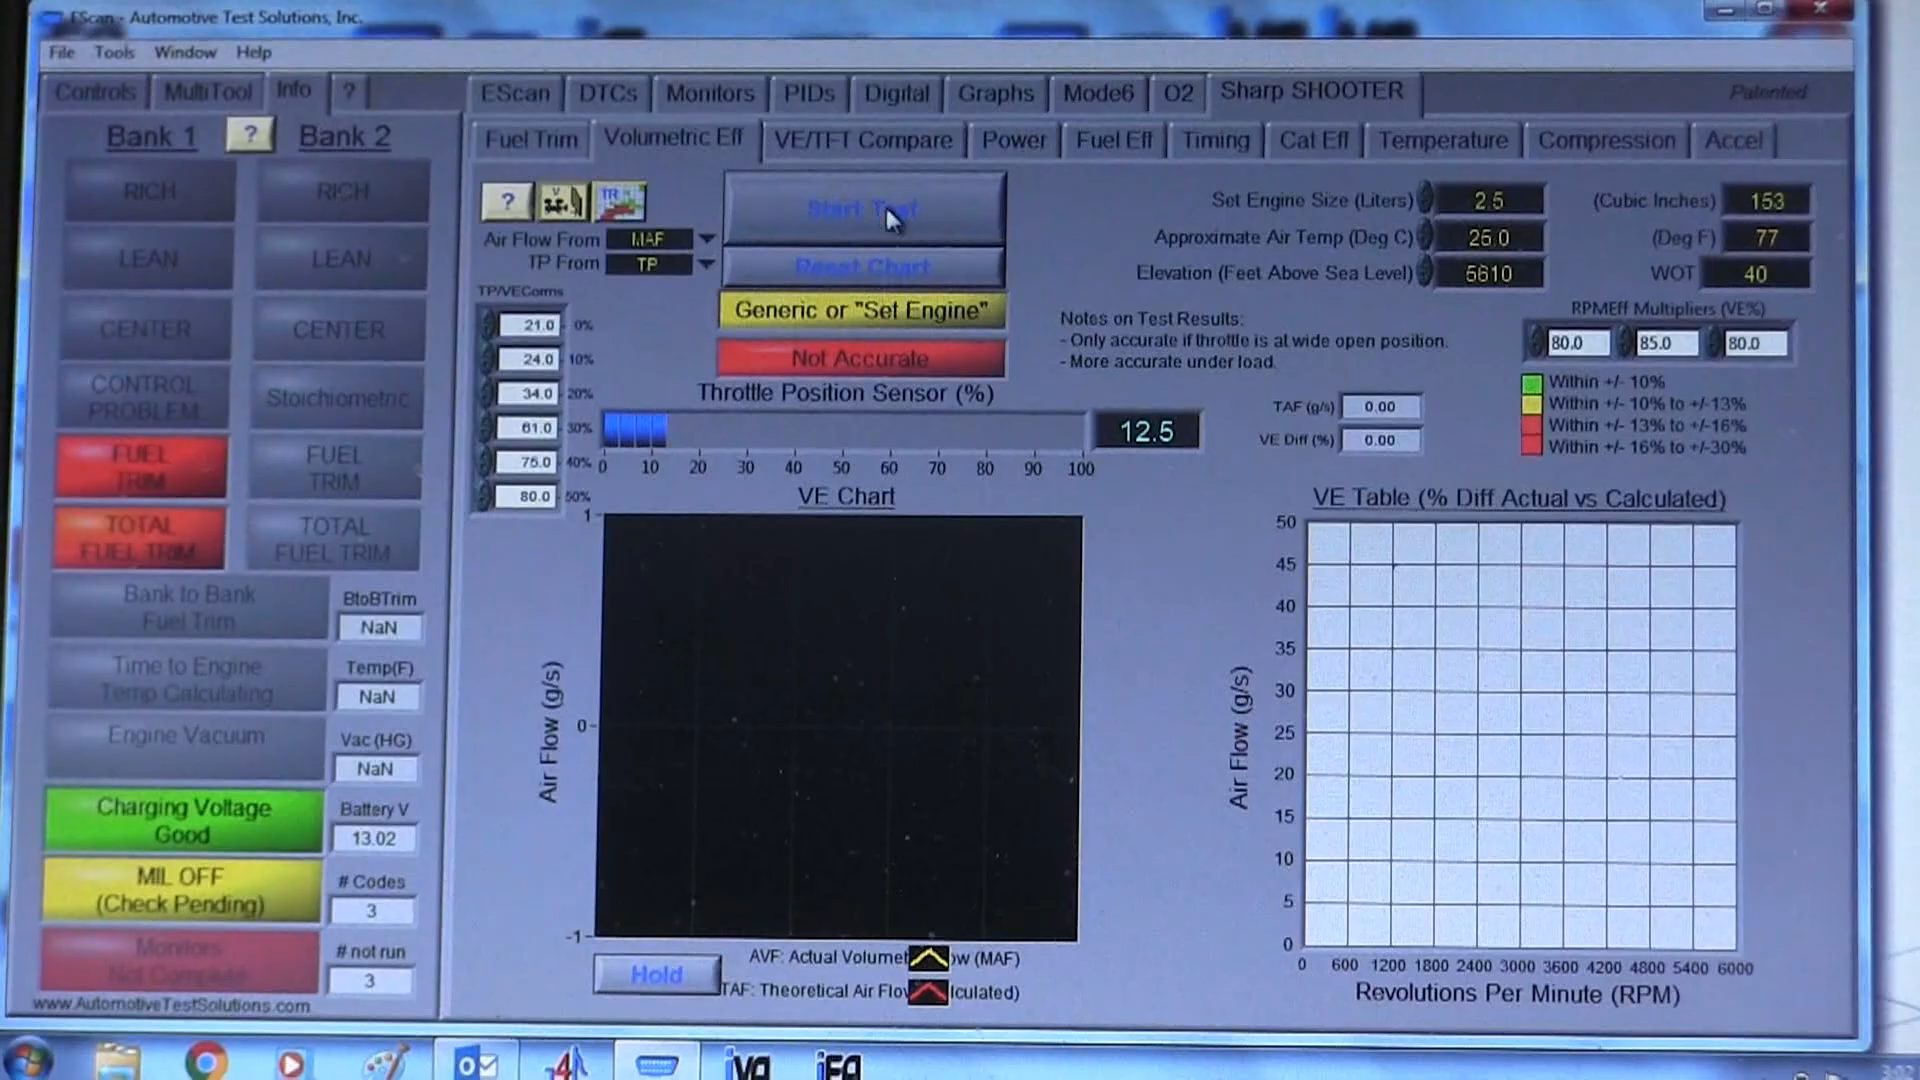 EScan - Automotive Test Solutions, Inc.
File Tools Window Help
Controls MultiTool Info ?
EScan DTCs Monitors PIDs Digital Graphs Mode6 O2 Sharp SHOOTER
Patented
Fuel Trim Volumetric Eff VE/TFT Compare Power Fuel Eff Timing Cat Eff Temperature Compression Accel
Bank 1 ? Bank 2
RICH RICH
LEAN LEAN
CENTER CENTER
CONTROL PROBLEM Stoichiometric
FUEL TRIM FUEL TRIM
TOTAL FUEL TRIM TOTAL FUEL TRIM
Bank to Bank Fuel Trim
BtoBTrim
NaN
Time to Engine Temp Calculating
Temp(F)
NaN
Engine Vacuum
Vac (HG)
NaN
Charging Voltage Good
Battery V
13.02
MIL OFF (Check Pending)
# Codes
3
Monitors Not Complete
# not run
3
www.AutomotiveTestSolutions.com
?
Start Test
Air Flow From MAF
TP From TP
Reset Chart
Generic or "Set Engine"
Not Accurate
TP/VECorms
21.0 0%
24.0 10%
34.0 20%
61.0 30%
75.0 40%
80.0 50%
Throttle Position Sensor (%)
12.5
0 10 20 30 40 50 60 70 80 90 100
Set Engine Size (Liters) 2.5 (Cubic Inches) 153
Approximate Air Temp (Deg C) 25.0 (Deg F) 77
Elevation (Feet Above Sea Level) 5610 WOT 40
Notes on Test Results:
- Only accurate if throttle is at wide open position.
- More accurate under load.
RPMEff Multipliers (VE%)
80.0 85.0 80.0
Within +/- 10%
Within +/- 10% to +/-13%
Within +/- 13% to +/-16%
Within +/- 16% to +/-30%
TAF (g/s) 0.00
VE Diff (%) 0.00
VE Chart
1
0
-1
Air Flow (g/s)
Hold
AVF: Actual Volumet ow (MAF)
TAF: Theoretical Air Flov lculated)
VE Table (% Diff Actual vs Calculated)
50
45
40
35
30
25
20
15
10
5
0
Air Flow (g/s)
0 600 1200 1800 2400 3000 3600 4200 4800 5400 6000
Revolutions Per Minute (RPM)
iVA
iFA
3:02